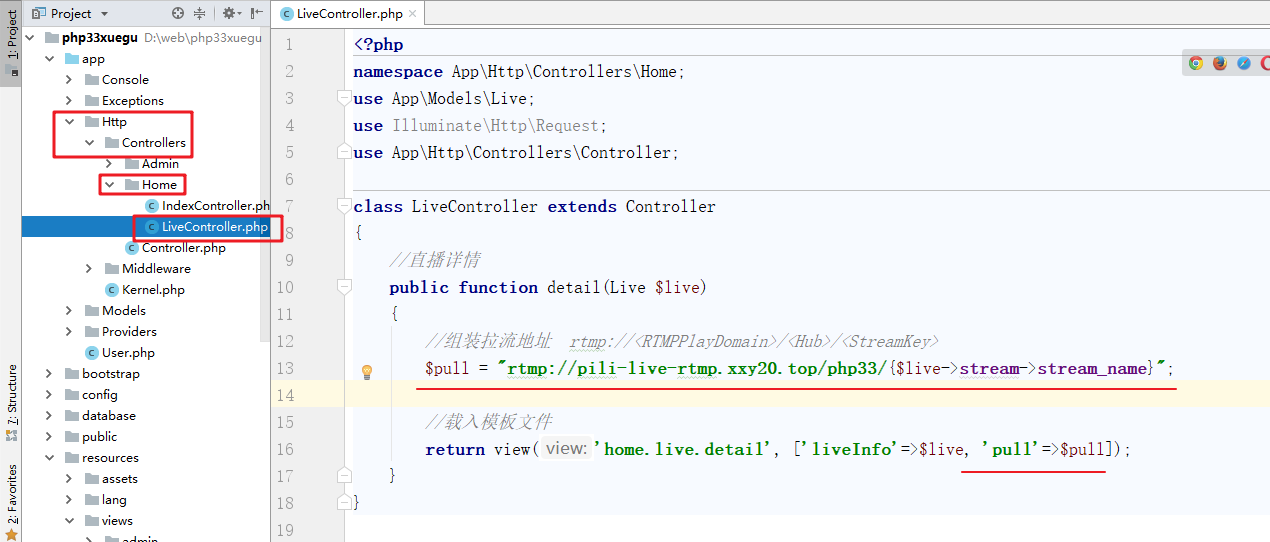 Project
LiveController.php
1: Project
php33xuegu D:\web\php33xuegu
app
Console
Exceptions
Http
Controllers
Admin
Home
IndexController.ph
LiveController.php
Controller.php
Middleware
Kernel.php
Models
Providers
User.php
bootstrap
config
database
public
resources
assets
lang
views
admin
7: Structure
2: Favorites
1 <?php
2 namespace App\Http\Controllers\Home;
3 use App\Models\Live;
4 use Illuminate\Http\Request;
5 use App\Http\Controllers\Controller;
6
7 class LiveController extends Controller
8 {
9 //直播详情
10 public function detail(Live $live)
11 {
12 //组装拉流地址 rtmp://<RTMPPlayDomain>/<Hub>/<StreamKey>
13 $pull = "rtmp://pili-live-rtmp.xxy20.top/php33/{$live->stream->stream_name}";
14
15 //载入模板文件
16 return view( view: 'home.live.detail', ['liveInfo'=>$live, 'pull'=>$pull]);
17 }
18 }
19